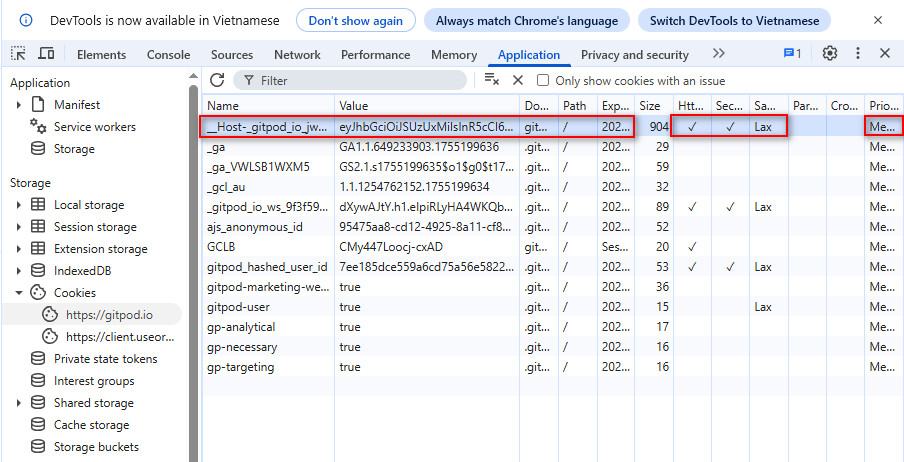 DevTools is now available in Vietnamese Don't show again Always match Chrome's language Switch DevTools to Vietnamese
Elements Console Sources Network Performance Memory Application Privacy and security 1
Application
Manifest
Service workers
Storage
Storage
Local storage
Session storage
Extension storage
IndexedDB
Cookies
https://gitpod.io
https://client.useor...
Private state tokens
Interest groups
Shared storage
Cache storage
Storage buckets
Filter Only show cookies with an issue
Name Value Do... Path Exp... Size Htt... Sec... Sa... Par... Cro... Prio...
__Host-_gitpod_io_jw... eyJhbGciOiJSUzUxMiIsInR5cCI6... git... / 202... 904 ✓ ✓ Lax Me...
_ga GA1.1.649233903.1755199636 .git... / 202... 29 Me...
_ga_VWLSB1WXM5 GS2.1.s1755199635$o1$g0$t17... .git... / 202... 59 Me...
_gcl_au 1.1.1254762152.1755199634 .git... / 202... 32 Me...
_gitpod_io_ws_9f3f59... dXywAJtY.h1.eIpiRLyHA4WKQb... .git... / 202... 89 ✓ ✓ Lax Me...
ajs_anonymous_id 95475aa8-cd12-4925-8a11-cf8... .git... / 202... 52 Me...
GCLB CMy447Loocj-cxAD git... / Ses... 20 ✓ Me...
gitpod_hashed_user_id 7ee185dce559a6cd75a56e5822... .git... / 202... 53 ✓ ✓ Lax Me...
gitpod-marketing-we... true .git... / 202... 36 Me...
gitpod-user true .git... / 202... 15 Lax Me...
gp-analytical true .git... / 202... 17 Me...
gp-necessary true .git... / 202... 16 Me...
gp-targeting true .git... / 202... 16 Me...